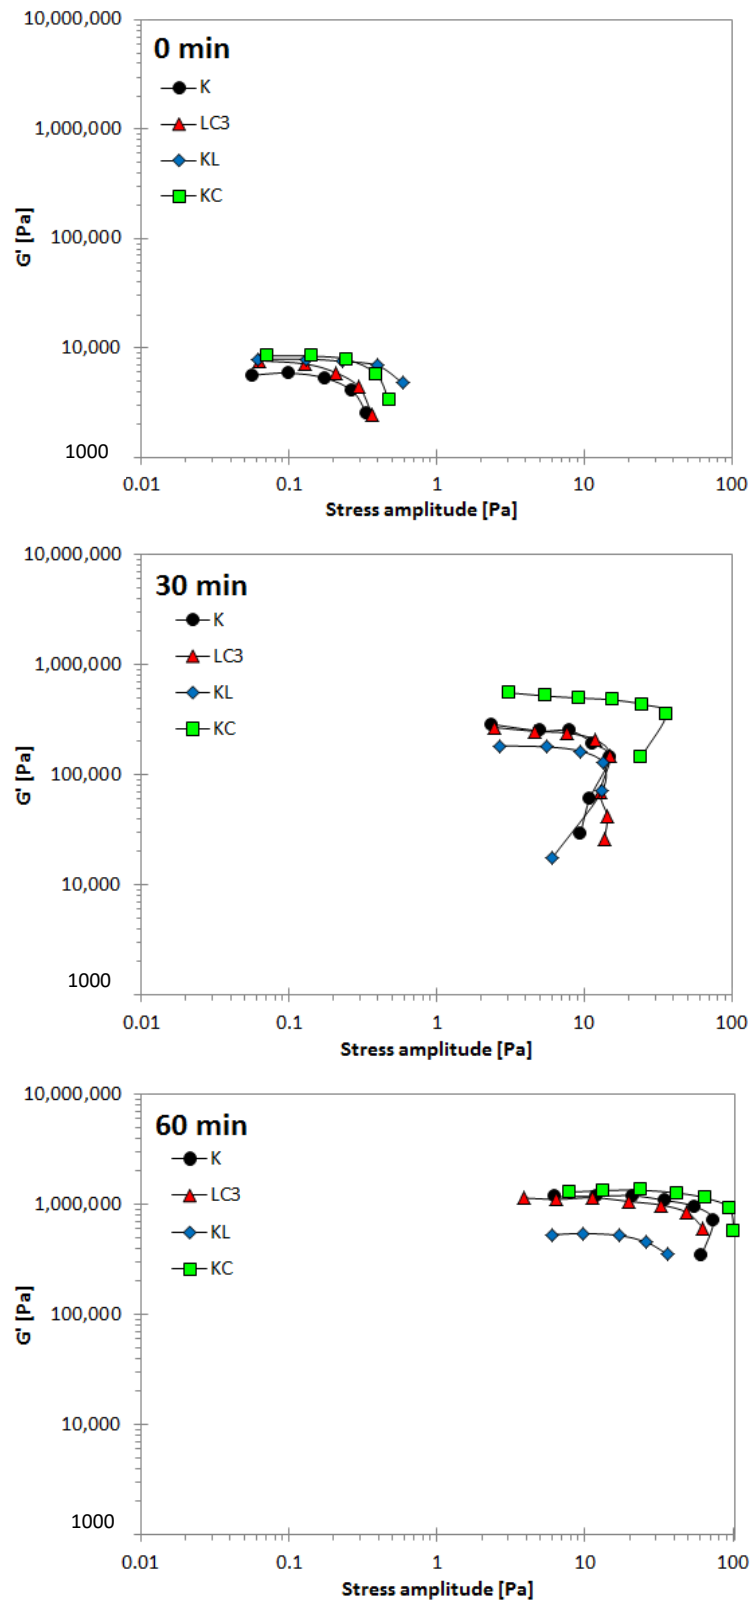 10,000,000
0 min
K
1,000,000
LC3
KL
KC
100,000
G' [Pa]
10,000
1000
0.01 0.1 1 10 100
Stress amplitude [Pa]
10,000,000
30 min
K
1,000,000
LC3
KL
KC
100,000
G' [Pa]
10,000
1000
0.01 0.1 1 10 100
Stress amplitude [Pa]
10,000,000
60 min
K
1,000,000
LC3
KL
KC
100,000
G' [Pa]
10,000
1000
0.01 0.1 1 10 100
Stress amplitude [Pa]